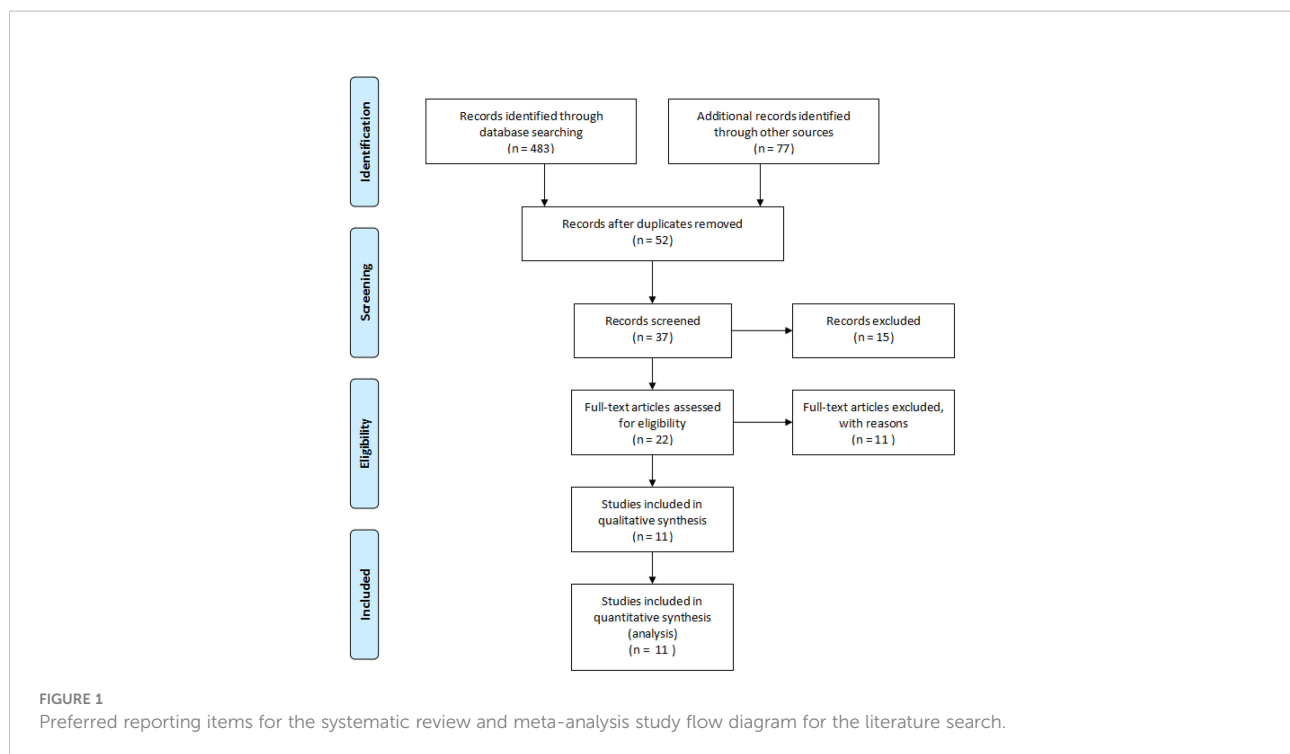 Identification
Records identified through
database searching
(n = 483)
Additional records identified
through other sources
(n = 77)
Records after duplicates removed
(n = 52)
Screening
Records screened
(n = 37)
Records excluded
(n = 15)
Eligibility
Full-text articles assessed
for eligibility
(n = 22)
Full-text articles excluded,
with reasons
(n = 11 )
Studies included in
qualitative synthesis
(n = 11)
Included
Studies included in
quantitative synthesis
(analysis)
(n = 11 )
FIGURE 1
Preferred reporting items for the systematic review and meta-analysis study flow diagram for the literature search.